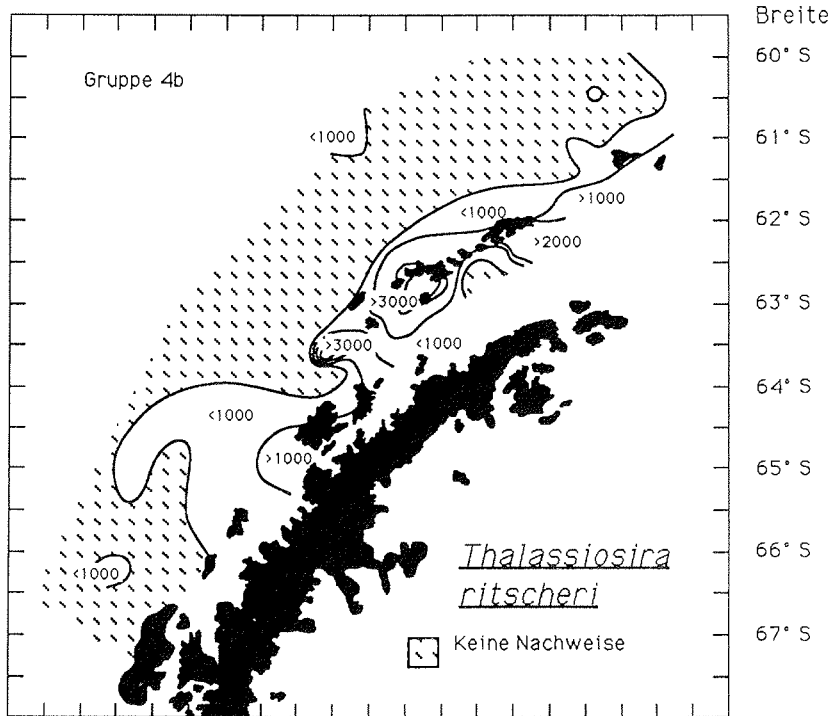 Breite
60° S
Gruppe 4b
<1000
61° S
<1000
>1000
62° S
>2000
>3000
63° S
>3000
<1000
64° S
<1000
>1000
65° S
Thalassiosira
66° S
<1000
ritscheri
Keine Nachweise
67° S